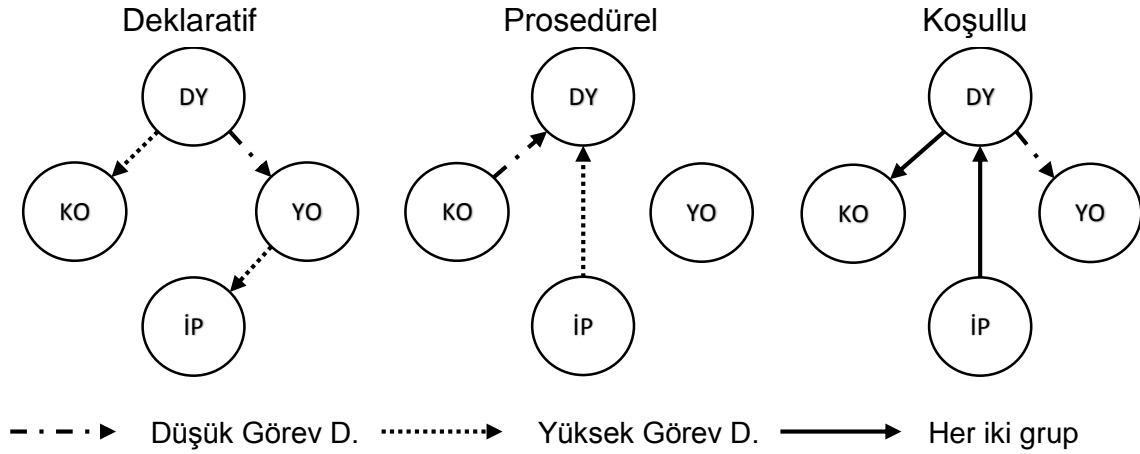 Deklaratif Prosedürel Koşullu
DY DY DY
KO YO KO YO KO YO
İP İP İP
Düşük Görev D. Yüksek Görev D. Her iki grup